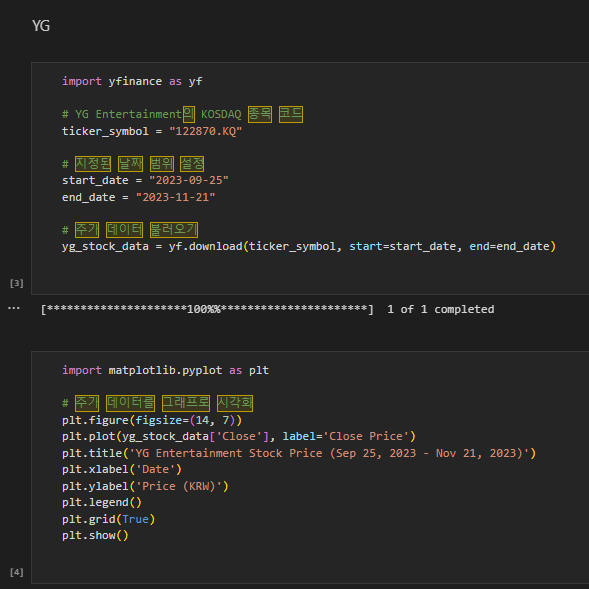 YG
import yfinance as yf
# YG Entertainment의 KOSDAQ 종목 코드
ticker_symbol = "122870.KQ"
# 지정된 날짜 범위 설정
start_date = "2023-09-25"
end_date = "2023-11-21"
# 주가 데이터 불러오기
yg_stock_data = yf.download(ticker_symbol, start=start_date, end=end_date)
[3]
... [*********************100%%**********************]  1 of 1 completed
import matplotlib.pyplot as plt
# 주가 데이터를 그래프로 시각화
plt.figure(figsize=(14, 7))
plt.plot(yg_stock_data['Close'], label='Close Price')
plt.title('YG Entertainment Stock Price (Sep 25, 2023 - Nov 21, 2023)')
plt.xlabel('Date')
plt.ylabel('Price (KRW)')
plt.legend()
plt.grid(True)
plt.show()
[4]